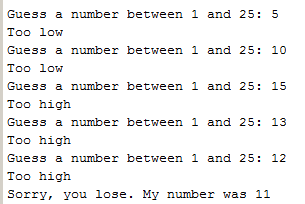 Guess a number between 1 and 25: 5
Too low
Guess a number between 1 and 25: 10
Too low
Guess a number between 1 and 25: 15
Too high
Guess a number between 1 and 25: 13
Too high
Guess a number between 1 and 25: 12
Too high
Sorry, you lose. My number was 11